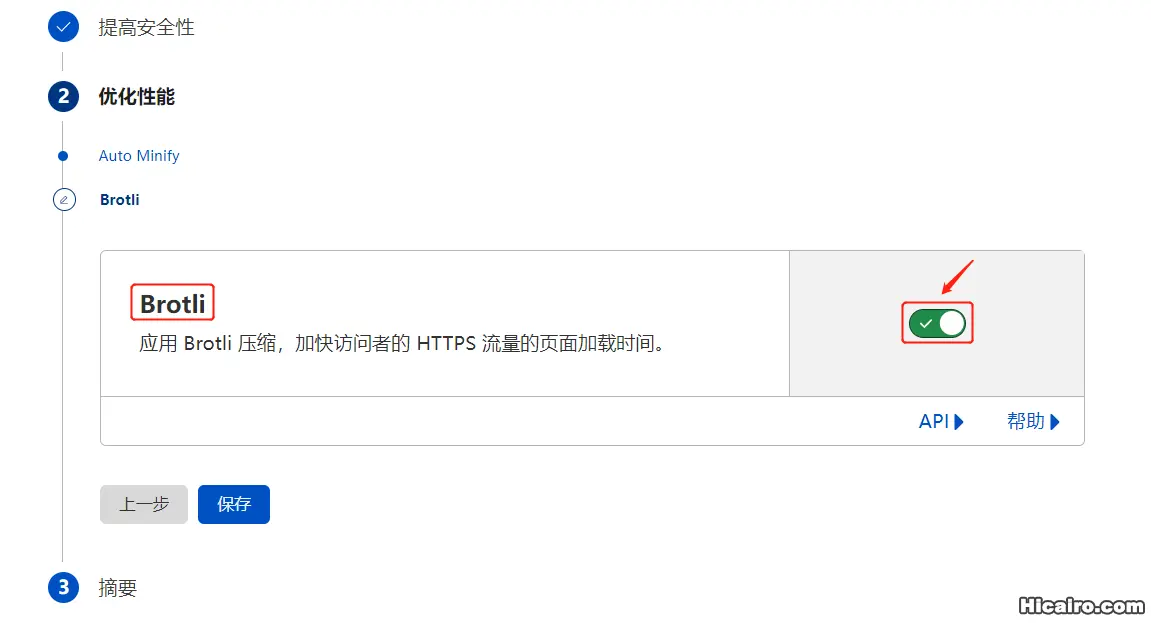 提高安全性
2 优化性能
Auto Minify
Brotli
Brotli
应用 Brotli 压缩，加快访问者的 HTTPS 流量的页面加载时间。
API 帮助
上一步 保存
3 摘要
Hicairo.com